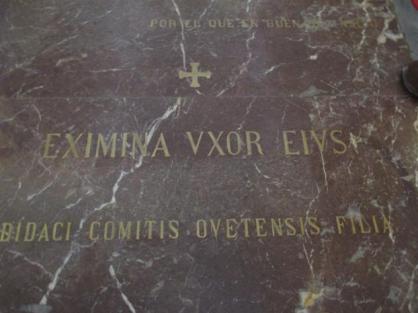 POR EL QUE EN BUEN
EXIMINA VXOR EIVS
BIDACI COMITIS OVETENSIS FILIA